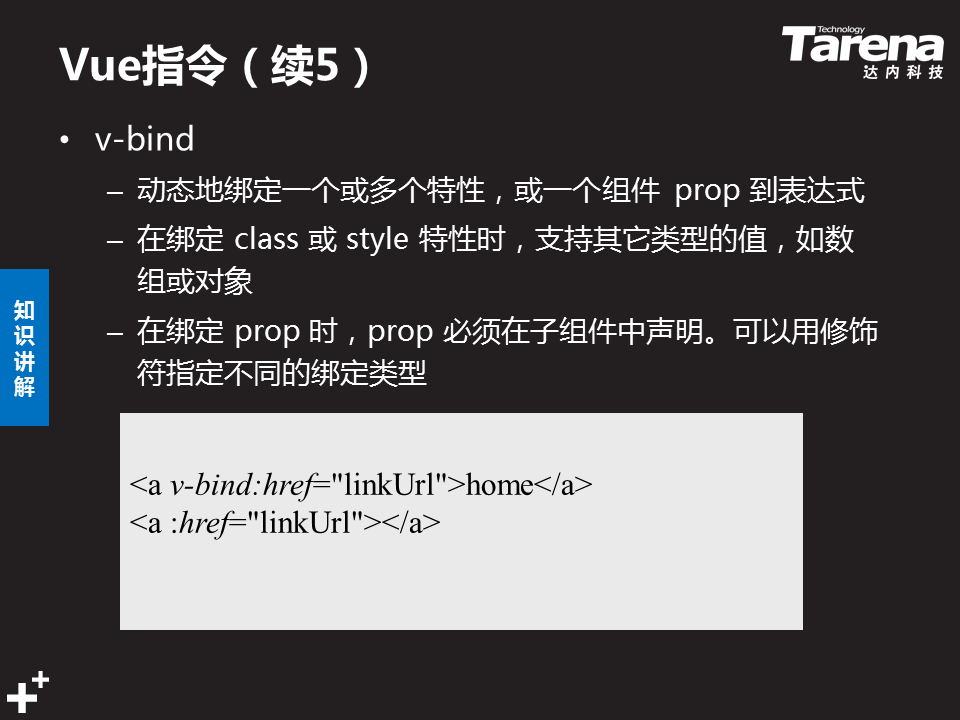 Vue指令（续5）
Technology
Tarena
达内科技
• v-bind
– 动态地绑定一个或多个特性，或一个组件 prop 到表达式
– 在绑定 class 或 style 特性时，支持其它类型的值，如数
组或对象
– 在绑定 prop 时，prop 必须在子组件中声明。可以用修饰
符指定不同的绑定类型
知
识
讲
解
<a v-bind:href="linkUrl">home</a>
<a :href="linkUrl"></a>